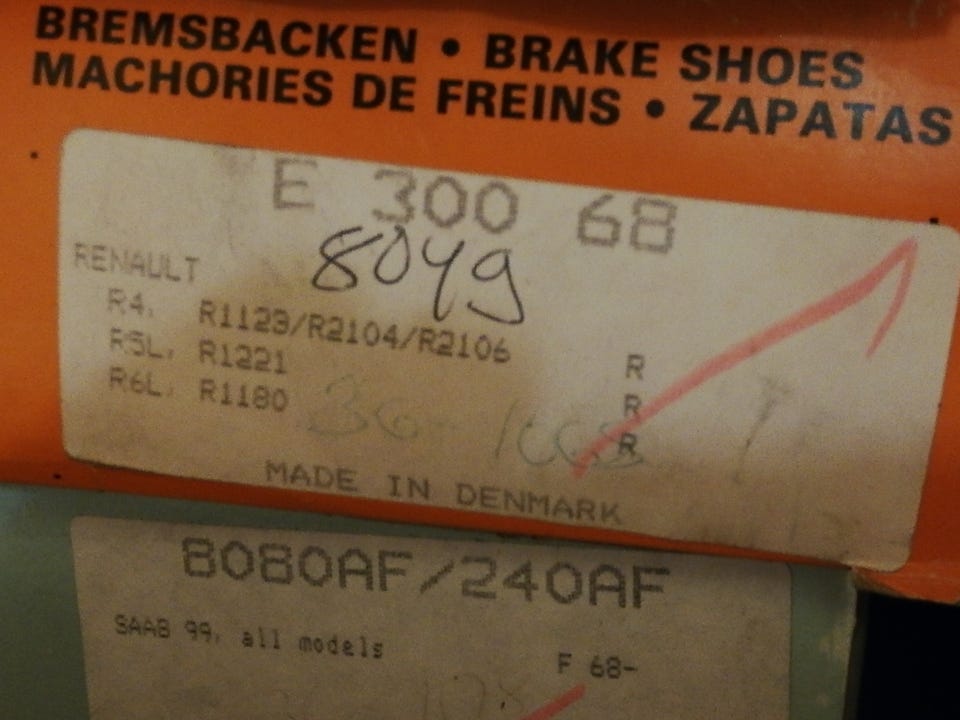 BREMSBACKEN • BRAKE SHOES
MACHORIES DE FREINS • ZAPATAS
E 300 68
8049
RENAULT
R4, R1123/R2104/R2106 R
R5L, R1221 R
R6L, R1180 R
36
MADE IN DENMARK
8080AF/240AF
SAAB 99, all models
F 68-